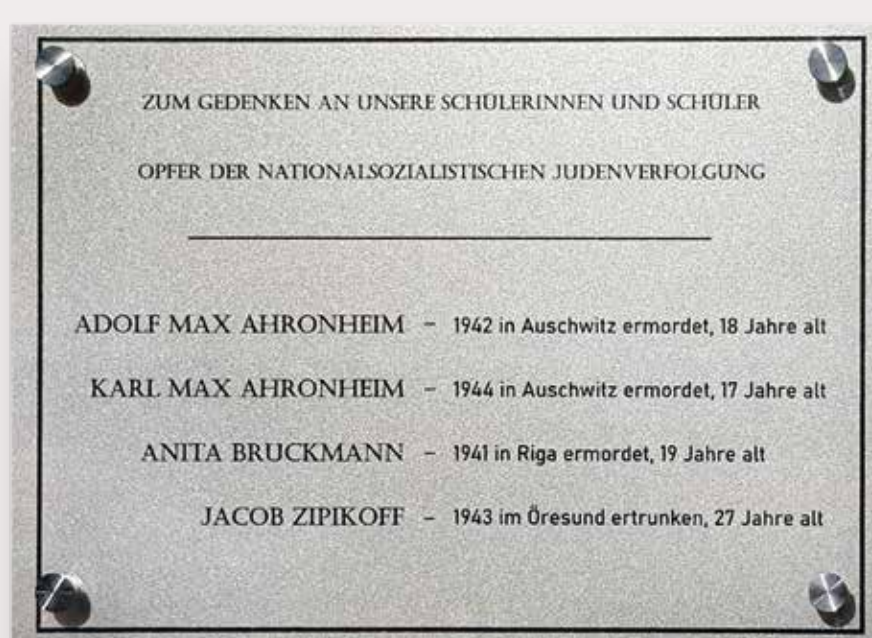 ZUM GEDENKEN AN UNSERE SCHÜLERINNEN UND SCHÜLER
OPFER DER NATIONALSOZIALISTISCHEN JUDENVERFOLGUNG
ADOLF MAX AHRONHEIM – 1942 in Auschwitz ermordet, 18 Jahre alt
KARL MAX AHRONHEIM – 1944 in Auschwitz ermordet, 17 Jahre alt
ANITA BRUCKMANN – 1941 in Riga ermordet, 19 Jahre alt
JACOB ZIPIKOFF – 1943 im Öresund ertrunken, 27 Jahre alt